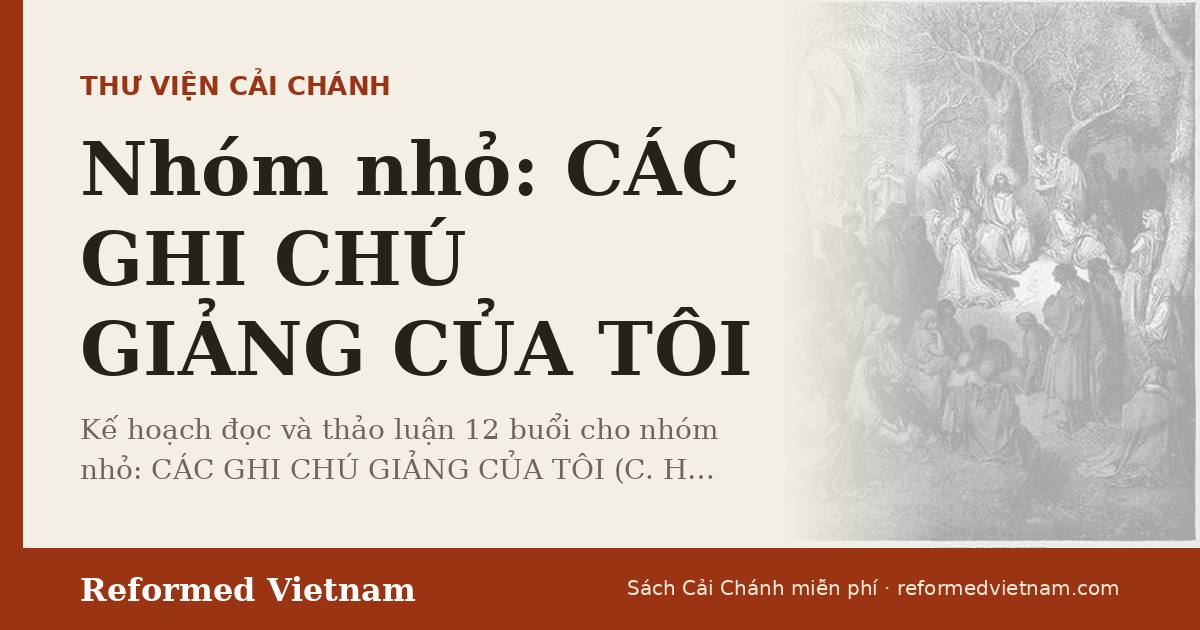 THƯ VIỆN CẢI CHÁNH
Nhóm nhỏ: CÁC
GHI CHÚ
GIẢNG CỦA TÔI
Kế hoạch đọc và thảo luận 12 buổi cho nhóm
nhỏ: CÁC GHI CHÚ GIẢNG CỦA TÔI (C. H...
Reformed Vietnam
Sách Cải Chánh miễn phí · reformedvietnam.com